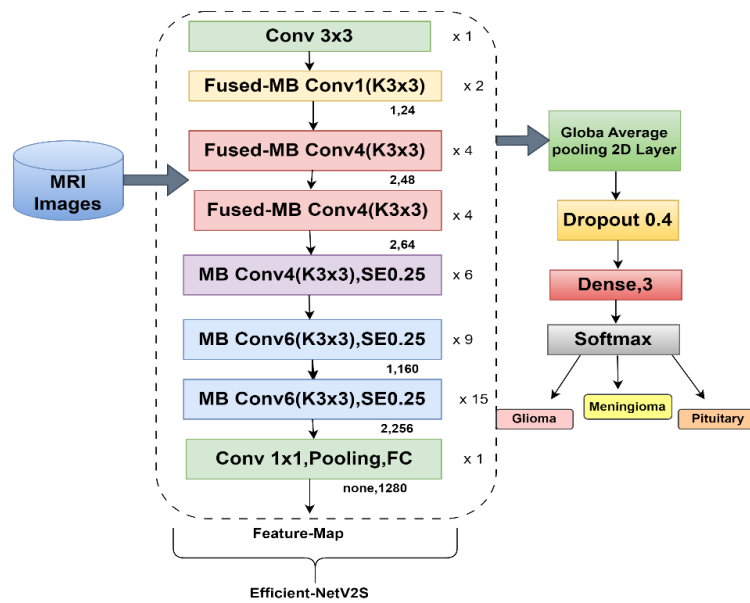 MRI
Images
Conv 3x3
x 1
Fused-MB Conv1(K3x3)
x 2
1,24
Fused-MB Conv4(K3x3)
x 4
2,48
Fused-MB Conv4(K3x3)
x 4
2,64
MB Conv4(K3x3),SE0.25
x 6
MB Conv6(K3x3),SE0.25
x 9
1,160
MB Conv6(K3x3),SE0.25
x 15
2,256
Conv 1x1,Pooling,FC
x 1
none,1280
Feature-Map
Efficient-NetV2S
Globa Average
pooling 2D Layer
Dropout 0.4
Dense,3
Softmax
Glioma
Meningioma
Pituitary